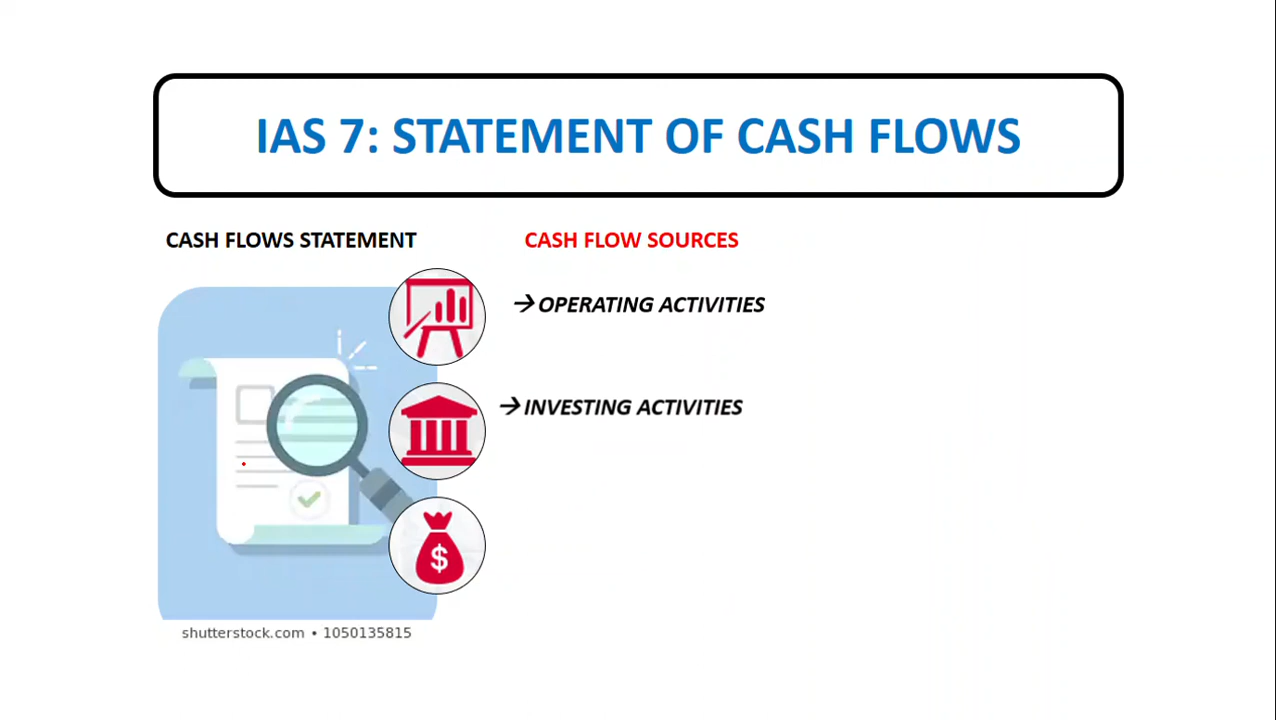 IAS 7: STATEMENT OF CASH FLOWS
CASH FLOWS STATEMENT
CASH FLOW SOURCES
→OPERATING ACTIVITIES
→INVESTING ACTIVITIES
$
shutterstock.com • 1050135815